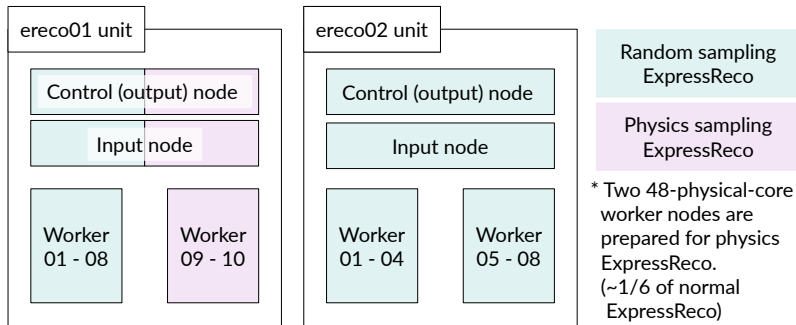 ereco01 unit
Control (output) node
Input node
Worker
01 - 08
Worker
09 - 10
ereco02 unit
Control (output) node
Input node
Worker
01 - 04
Worker
05 - 08
Random sampling
ExpressReco
Physics sampling
ExpressReco
* Two 48-physical-core
worker nodes are
prepared for physics
ExpressReco.
(~1/6 of normal
ExpressReco)